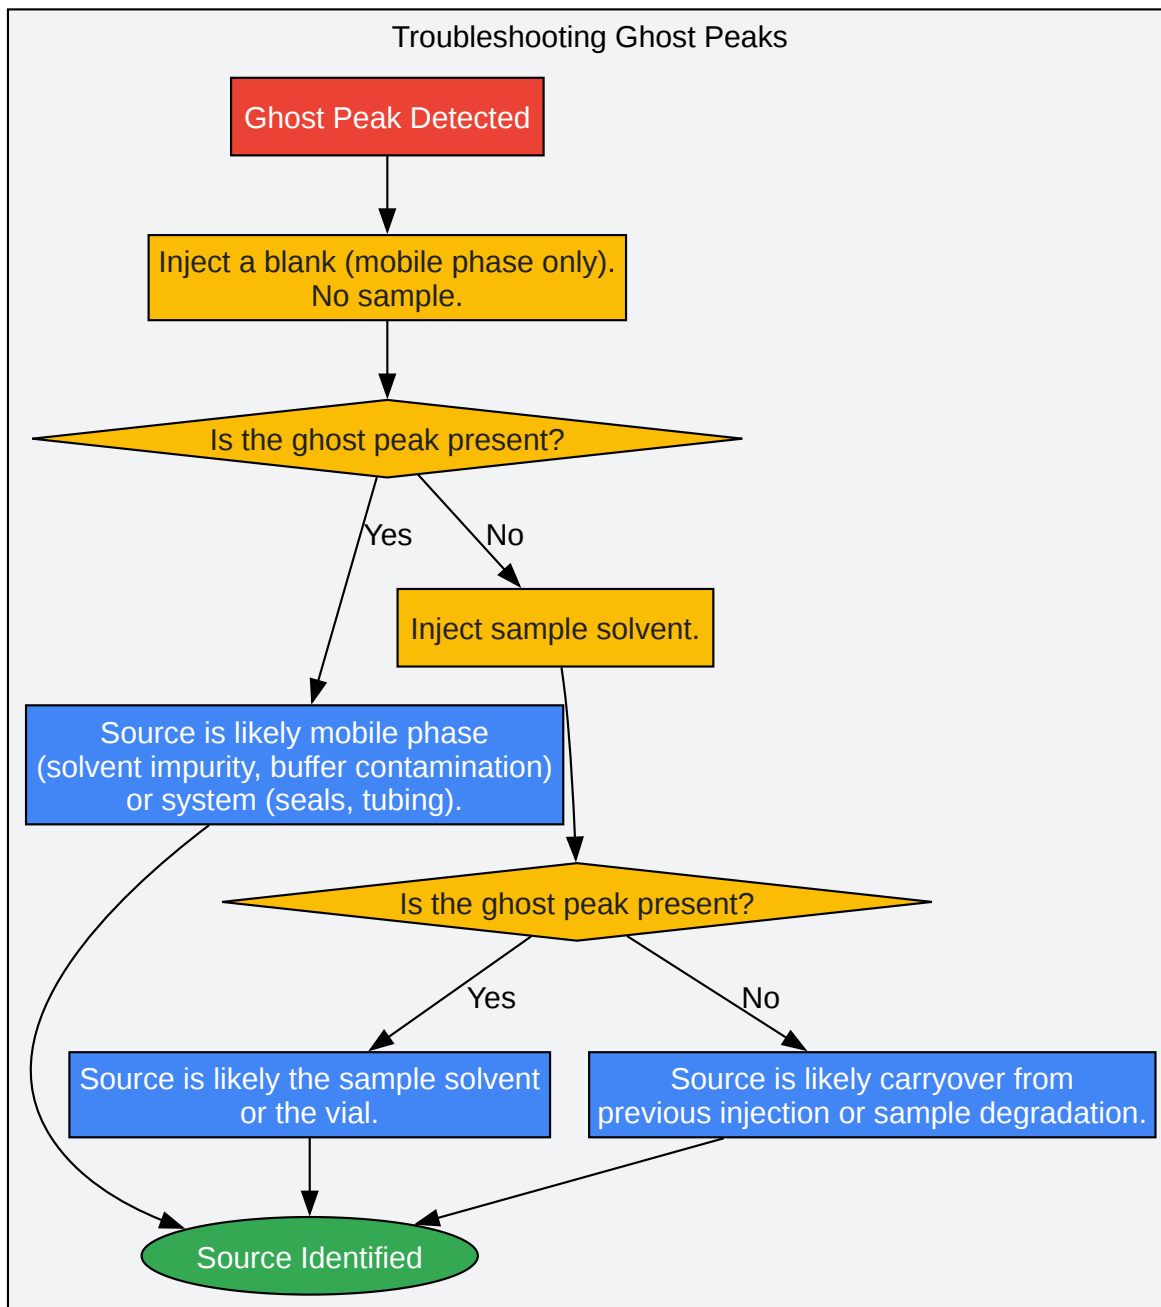 Troubleshooting Ghost Peaks
Ghost Peak Detected
Inject a blank (mobile phase only).
No sample.
Is the ghost peak present?
Yes
No
Inject sample solvent.
Source is likely mobile phase
(solvent impurity, buffer contamination)
or system (seals, tubing).
Is the ghost peak present?
Yes
No
Source is likely the sample solvent
or the vial.
Source is likely carryover from
previous injection or sample degradation.
Source Identified